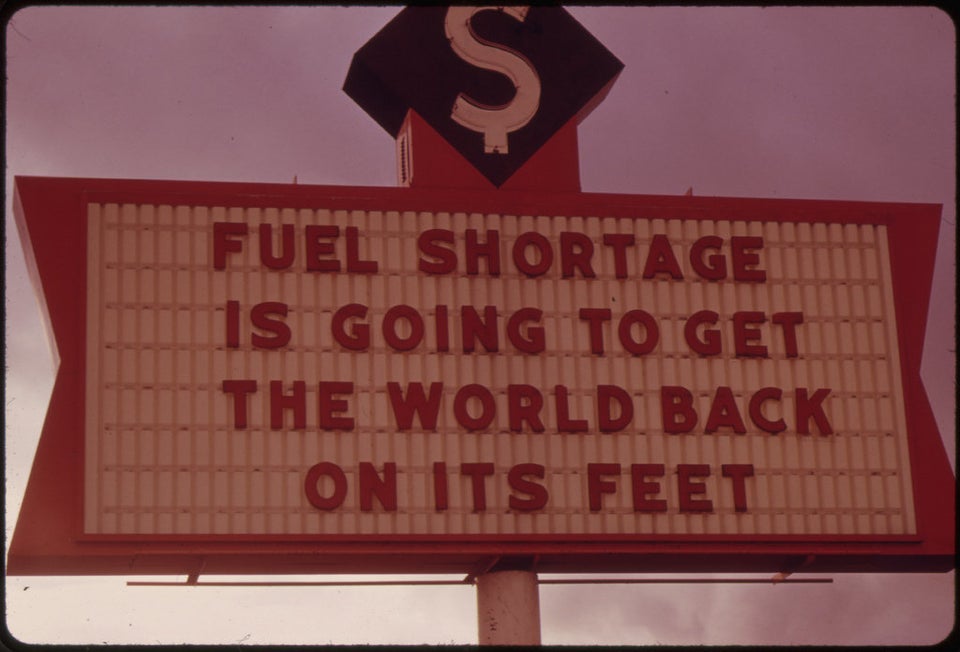 $
FUEL SHORTAGE
IS GOING TO GET
THE WORLD BACK
ON ITS FEET